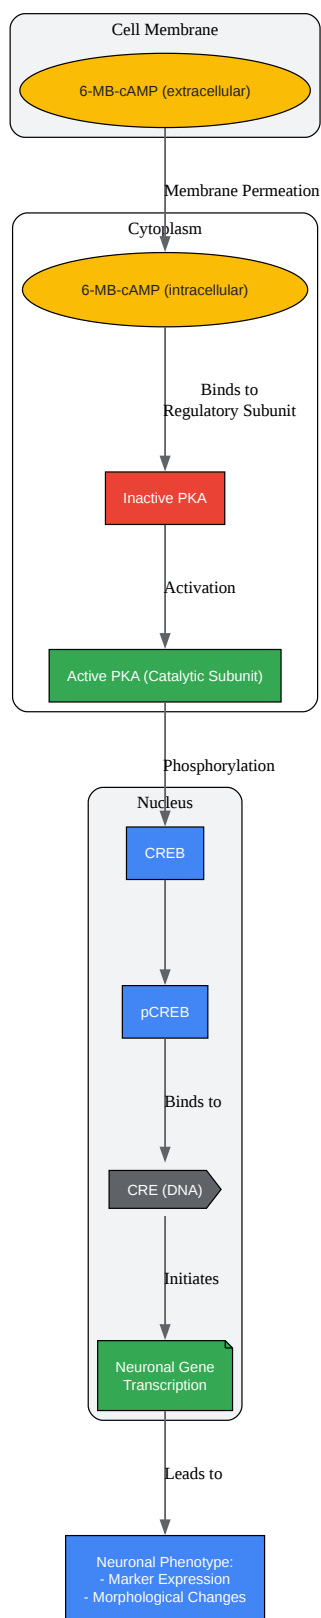 Cell Membrane
6-MB-cAMP (extracellular)
Membrane Permeation
Cytoplasm
6-MB-cAMP (intracellular)
Binds to
Regulatory Subunit
Inactive PKA
Activation
Active PKA (Catalytic Subunit)
Phosphorylation
Nucleus
CREB
pCREB
Binds to
CRE (DNA)
Initiates
Neuronal Gene
Transcription
Leads to
Neuronal Phenotype:
- Marker Expression
- Morphological Changes